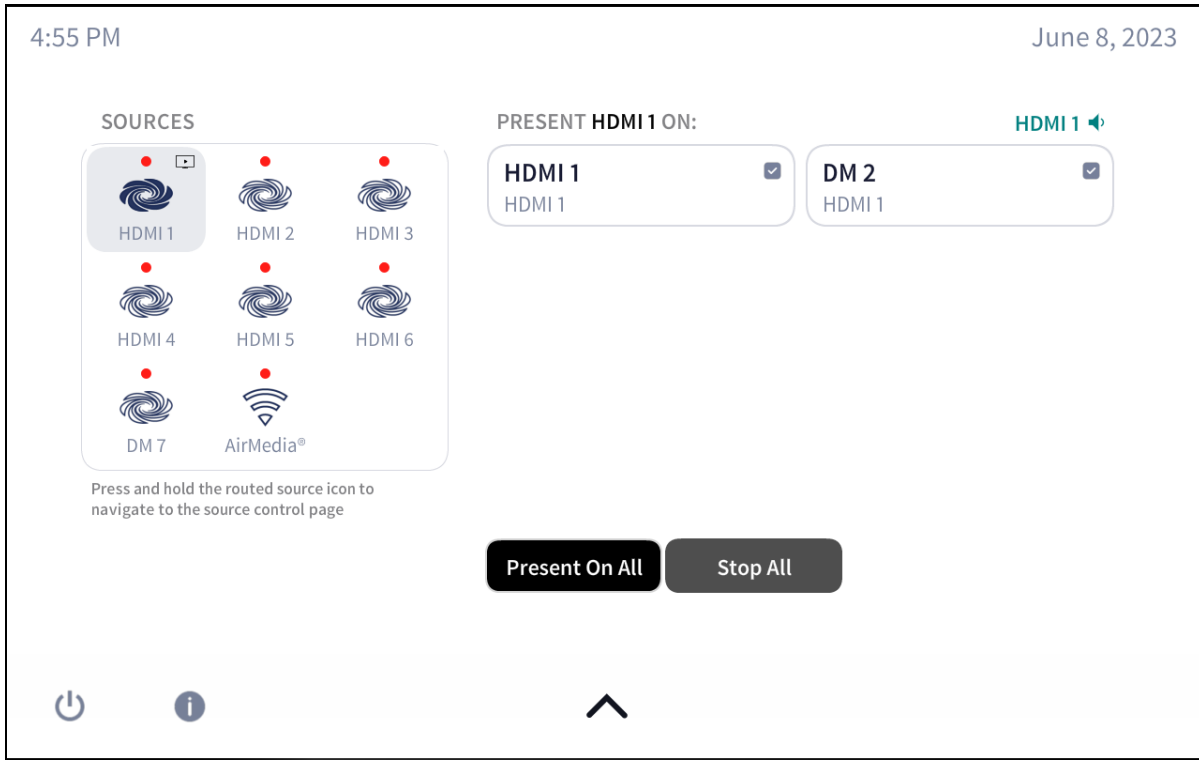 4:55 PM
June 8, 2023
SOURCES
HDMI 1
HDMI 2
HDMI 3
HDMI 4
HDMI 5
HDMI 6
DM 7
AirMedia®
Press and hold the routed source icon to
navigate to the source control page
PRESENT HDMI 1 ON:
HDMI 1
HDMI 1
HDMI 1
DM 2
HDMI 1
Present On All
Stop All